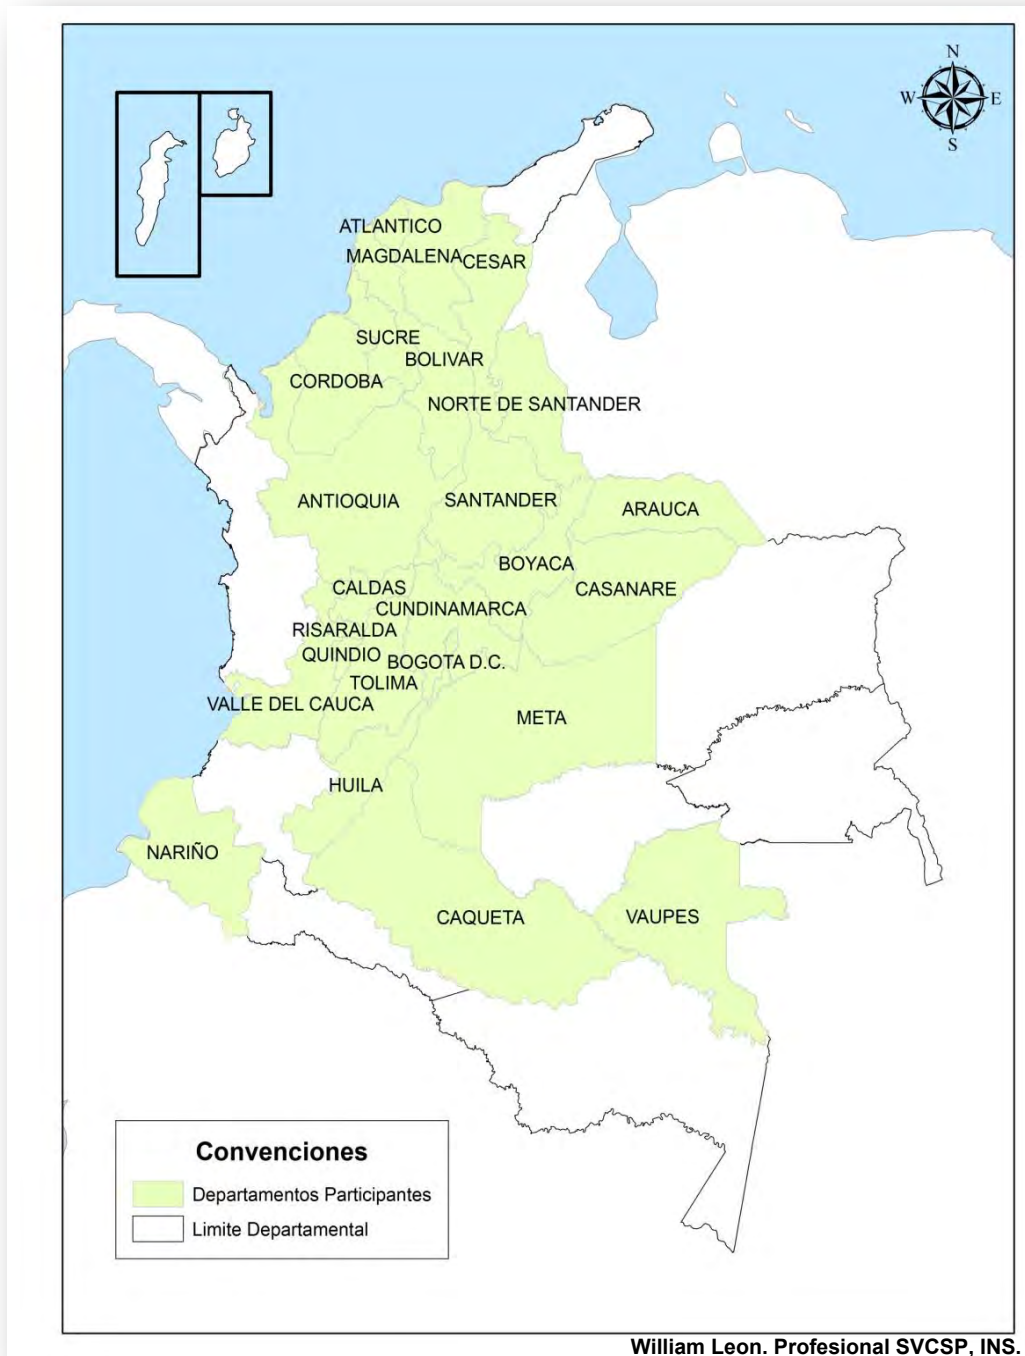 N
W E
S
ATLANTICO
MAGDALENA
CESAR
SUCRE
BOLIVAR
CORDOBA
NORTE DE SANTANDER
ANTIOQUIA
SANTANDER
ARAUCA
BOYACA
CALDAS
CASANARE
CUNDINAMARCA
RISARALDA
QUINDIO
BOGOTA D.C.
TOLIMA
VALLE DEL CAUCA
META
HUILA
NARIÑO
CAQUETA
VAUPES
Convenciones
Departamentos Participantes
Limite Departamental
William Leon. Profesional SVCSP, INS.